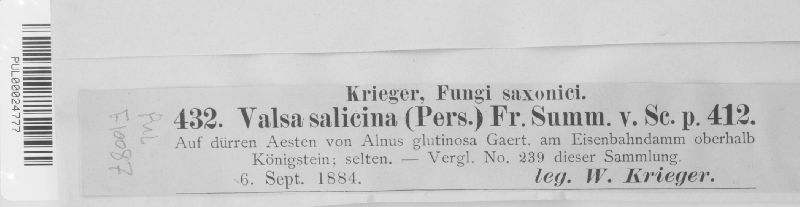 PUL00024777
PUL
F10087
Krieger, Fungi saxonici.
432. Valsa salicina (Pers.) Fr. Summ. v. Sc. p. 412.
Auf dürren Aesten von Alnus glutinosa Gaert. am Eisenbahndamm oberhalb
Königstein; selten. — Vergl. No. 239 dieser Sammlung.
6. Sept. 1884. leg. W. Krieger.